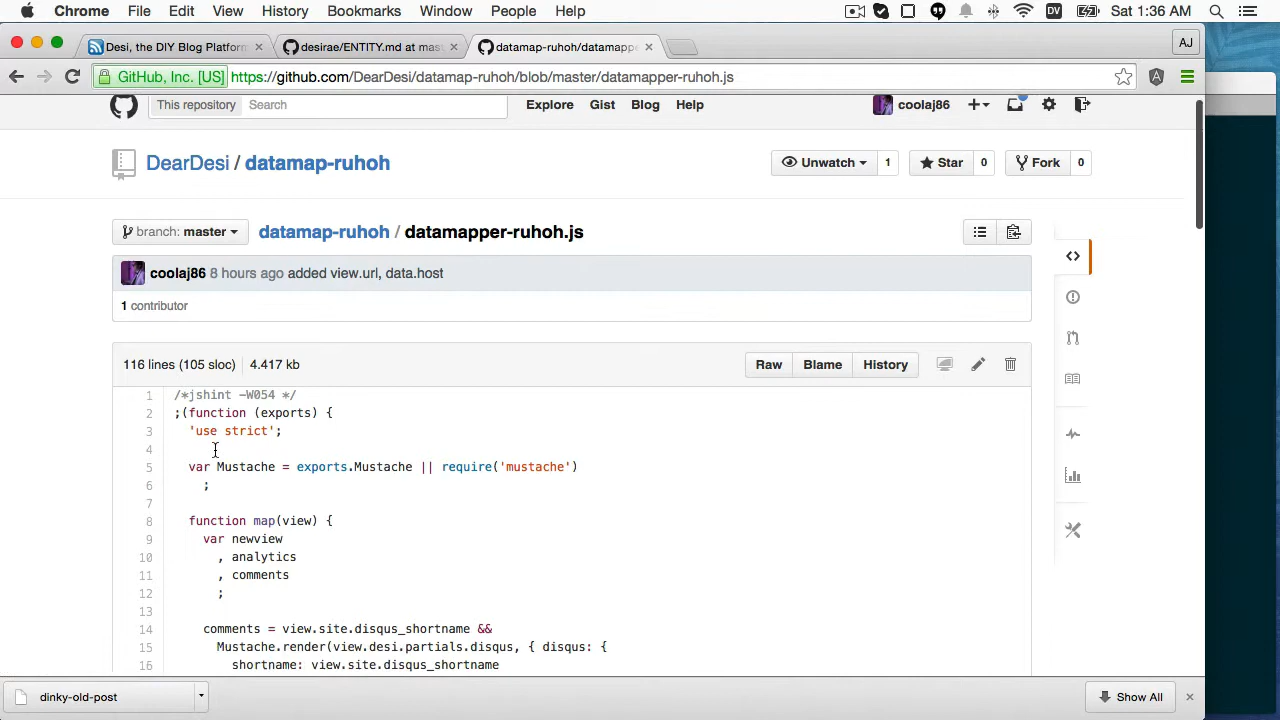 Chrome File Edit View History Bookmarks Window People Help DV Sat 1:36 AM
Desi, the DIY Blog Platform × desirae/ENTITY.md at mas × datamap-ruhoh/datamappe × AJ
GitHub, Inc. [US] https://github.com/DearDesi/datamap-ruhoh/blob/master/datamapper-ruhoh.js
This repository Search Explore Gist Blog Help coolaj86
DearDesi / datamap-ruhoh Unwatch 1 Star 0 Fork 0
branch: master datamap-ruhoh / datamapper-ruhoh.js
coolaj86 8 hours ago added view.url, data.host
1 contributor
116 lines (105 sloc) 4.417 kb Raw Blame History
1 /*jshint -W054 */
2 ;(function (exports) {
3 'use strict';
4
5 var Mustache = exports.Mustache || require('mustache')
6 ;
7
8 function map(view) {
9 var newview
10 , analytics
11 , comments
12 ;
13
14 comments = view.site.disqus_shortname &&
15 Mustache.render(view.desi.partials.disqus, { disqus: {
16 shortname: view.site.disqus_shortname
dinky-old-post Show All ×